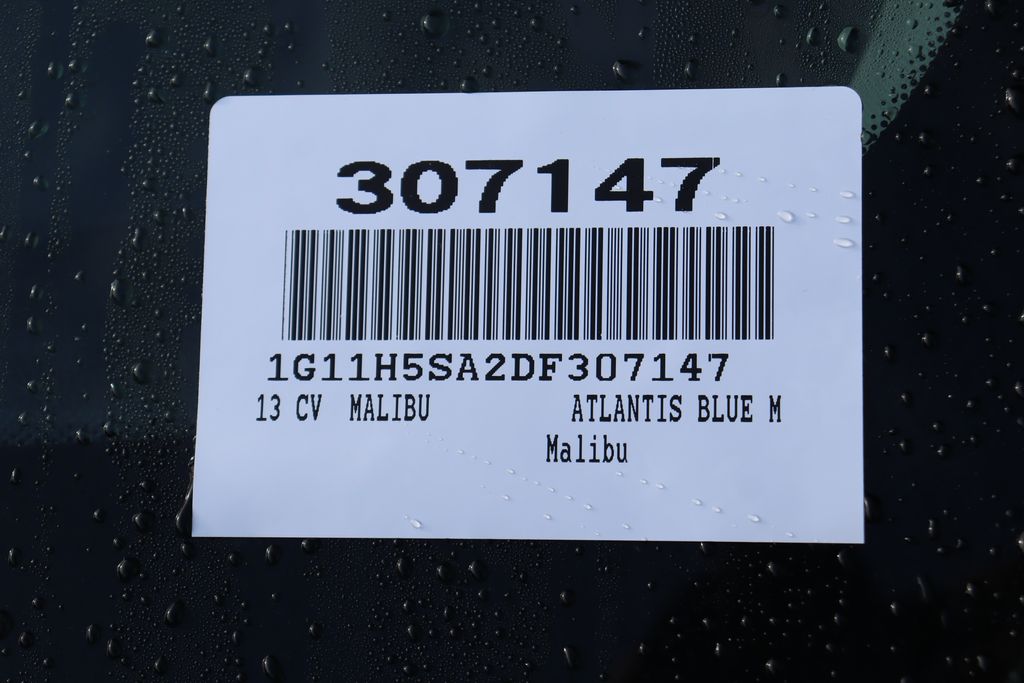 307147
1G11H5SA2DF307147
13 CV MALIBU ATLANTIS BLUE M
Malibu